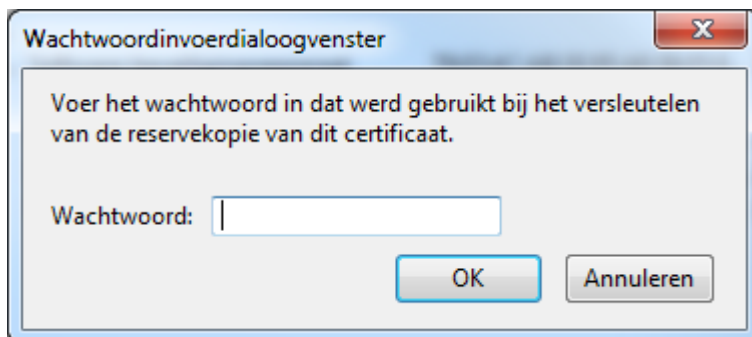 Wachtwoordinvoerdialoogvenster
Voer het wachtwoord in dat werd gebruikt bij het versleutelen
van de reservekopie van dit certificaat.
Wachtwoord:
OK Annuleren